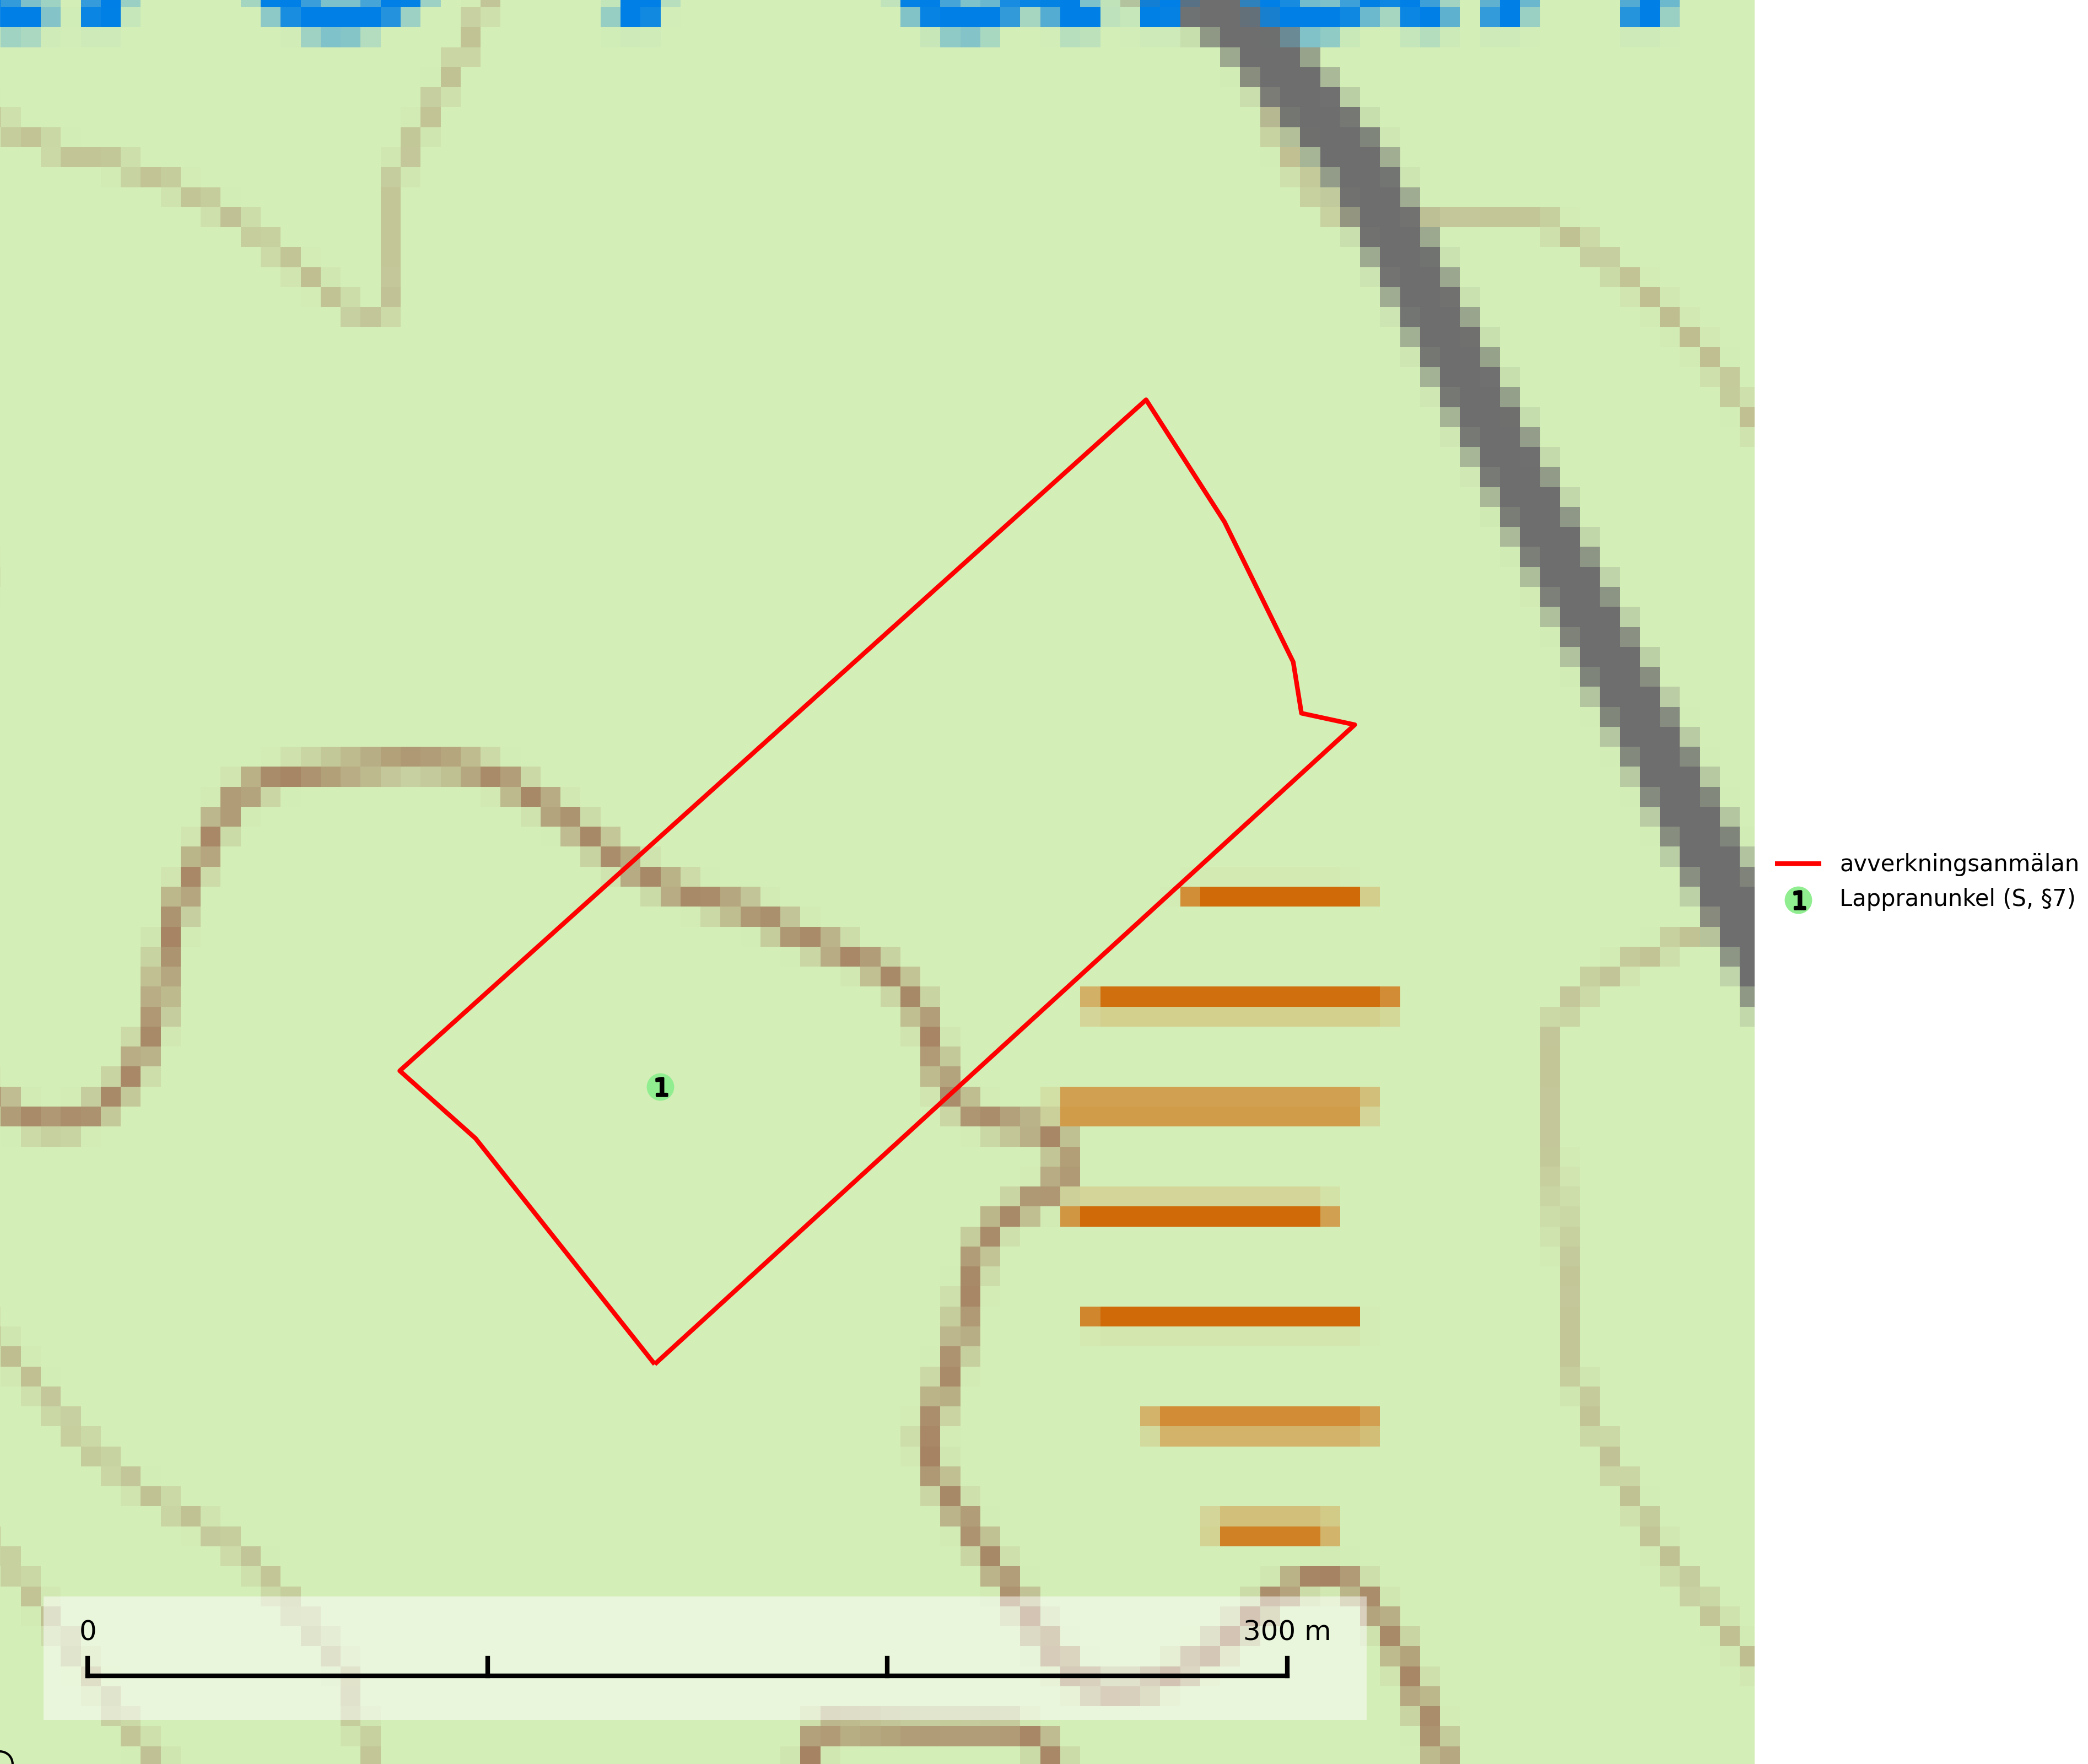 avverkningsanmälan
1 Lappranunkel (S, §7)
1
0 300 m